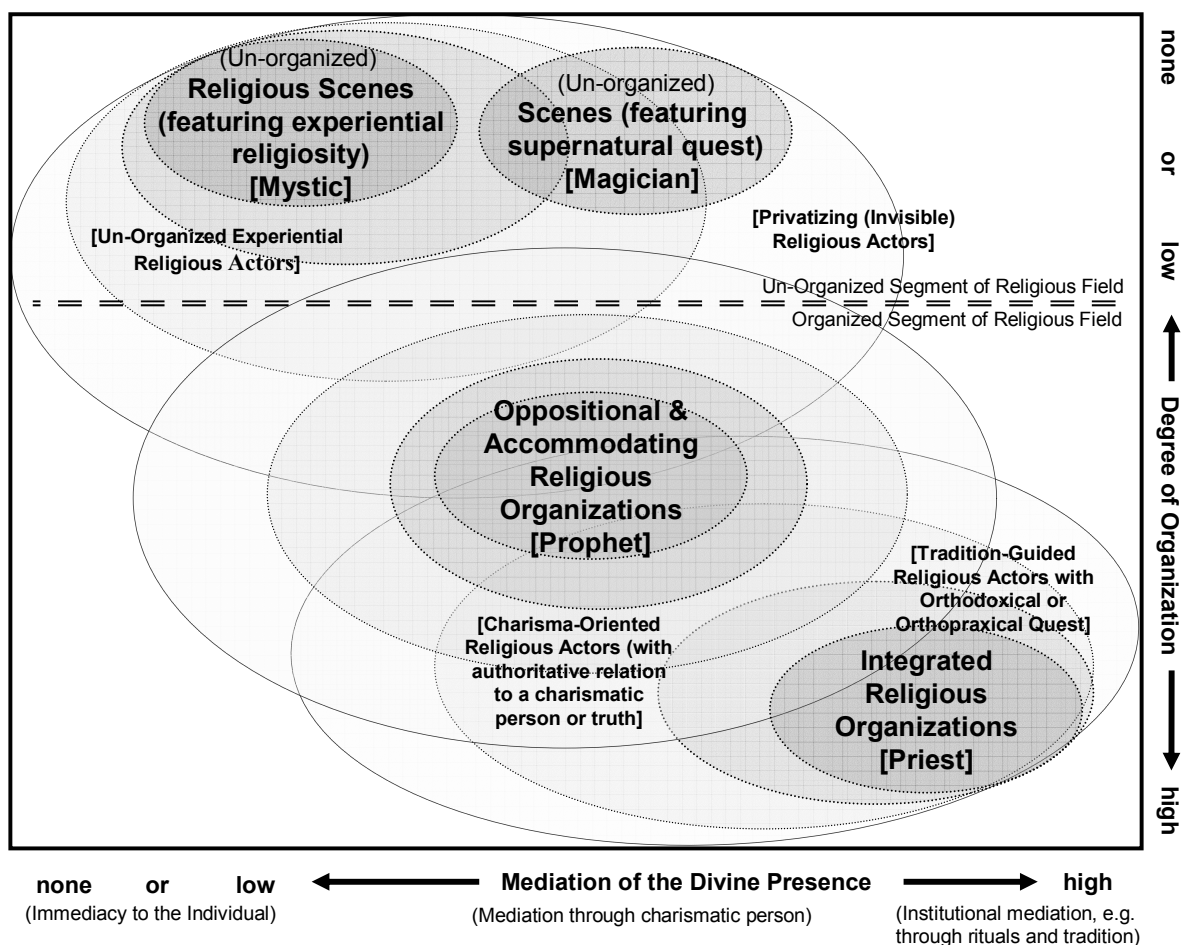 (Un-organized)
Religious Scenes
(featuring experiential
religiosity)
[Mystic]
(Un-organized)
Scenes (featuring
supernatural quest)
[Magician]
[Un-Organized Experiential
Religious Actors]
[Privatizing (Invisible)
Religious Actors]
Un-Organized Segment of Religious Field
Organized Segment of Religious Field
Oppositional &
Accommodating
Religious
Organizations
[Prophet]
[Charisma-Oriented
Religious Actors (with
authoritative relation
to a charismatic
person or truth]
[Tradition-Guided
Religious Actors with
Orthodoxical or
Orthopraxical Quest]
Integrated
Religious
Organizations
[Priest]
none or low
Degree of Organization
high
none or low
(Immediacy to the Individual)
Mediation of the Divine Presence
(Mediation through charismatic person)
high
(Institutional mediation, e.g.
through rituals and tradition)